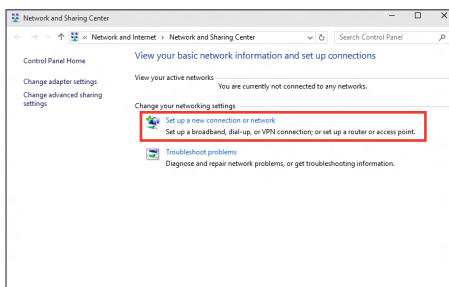 Network and Sharing Center
« Network and Internet › Network and Sharing Center
Search Control Panel
Control Panel Home
Change adapter settings
Change advanced sharing
settings
View your basic network information and set up connections
View your active networks
You are currently not connected to any networks.
Change your networking settings
Set up a new connection or network
Set up a broadband, dial-up, or VPN connection; or set up a router or access point.
Troubleshoot problems
Diagnose and repair network problems, or get troubleshooting information.